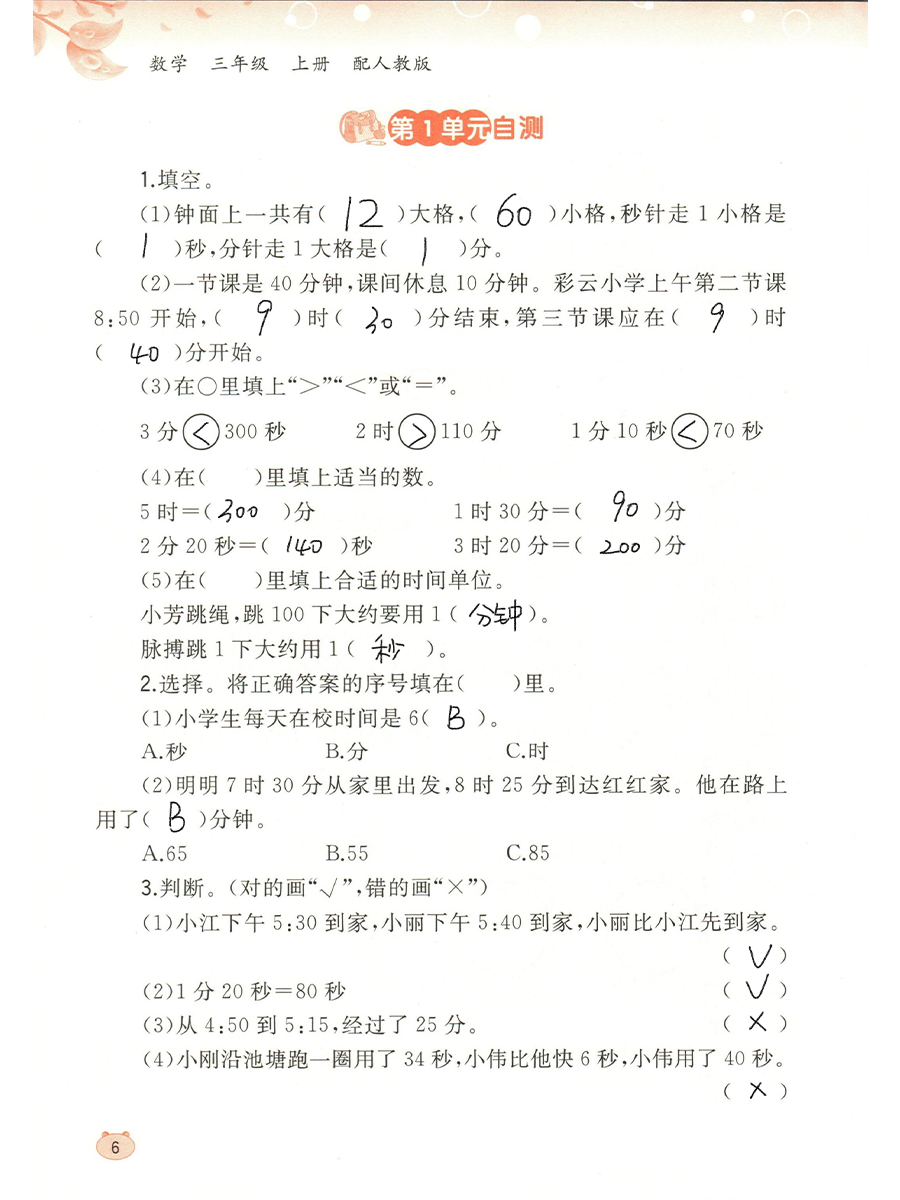 数学 三年级 上册 配人教版
第1单元自测
1.填空。
(1)钟面上一共有( 12 )大格,( 60 )小格,秒针走1小格是
( 1 )秒,分针走1大格是( 1 )分。
(2)一节课是40分钟,课间休息10分钟。彩云小学上午第二节课
8:50开始,( 9 )时( 30 )分结束,第三节课应在( 9 )时
( 40 )分开始。
(3)在○里填上“>”“<”或“=”。
3分<300秒 2时>110分 1分10秒<70秒
(4)在( )里填上适当的数。
5时=(300)分 1时30分=( 90 )分
2分20秒=( 140 )秒 3时20分=( 200 )分
(5)在( )里填上合适的时间单位。
小芳跳绳,跳100下大约要用1( 分钟 )。
脉搏跳1下大约用1( 秒 )。
2.选择。将正确答案的序号填在( )里。
(1)小学生每天在校时间是6( B )。
A.秒 B.分 C.时
(2)明明7时30分从家里出发,8时25分到达红红家。他在路上
用了( B )分钟。
A.65 B.55 C.85
3.判断。(对的画“√”,错的画“×”)
(1)小江下午5:30到家,小丽下午5:40到家,小丽比小江先到家。
( √ )
(2)1分20秒=80秒 ( √ )
(3)从4:50到5:15,经过了25分。 ( × )
(4)小刚沿池塘跑一圈用了34秒,小伟比他快6秒,小伟用了40秒。
( × )
6